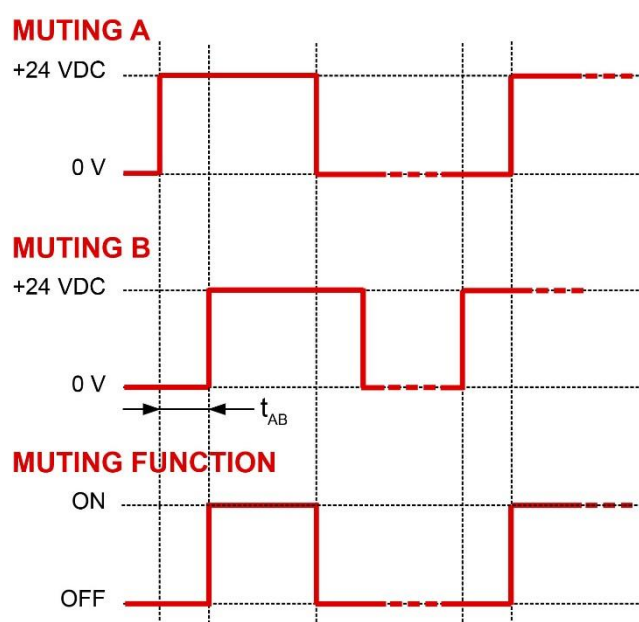 MUTING A
+24 VDC
0 V
MUTING B
+24 VDC
0 V
tAB
MUTING FUNCTION
ON
OFF